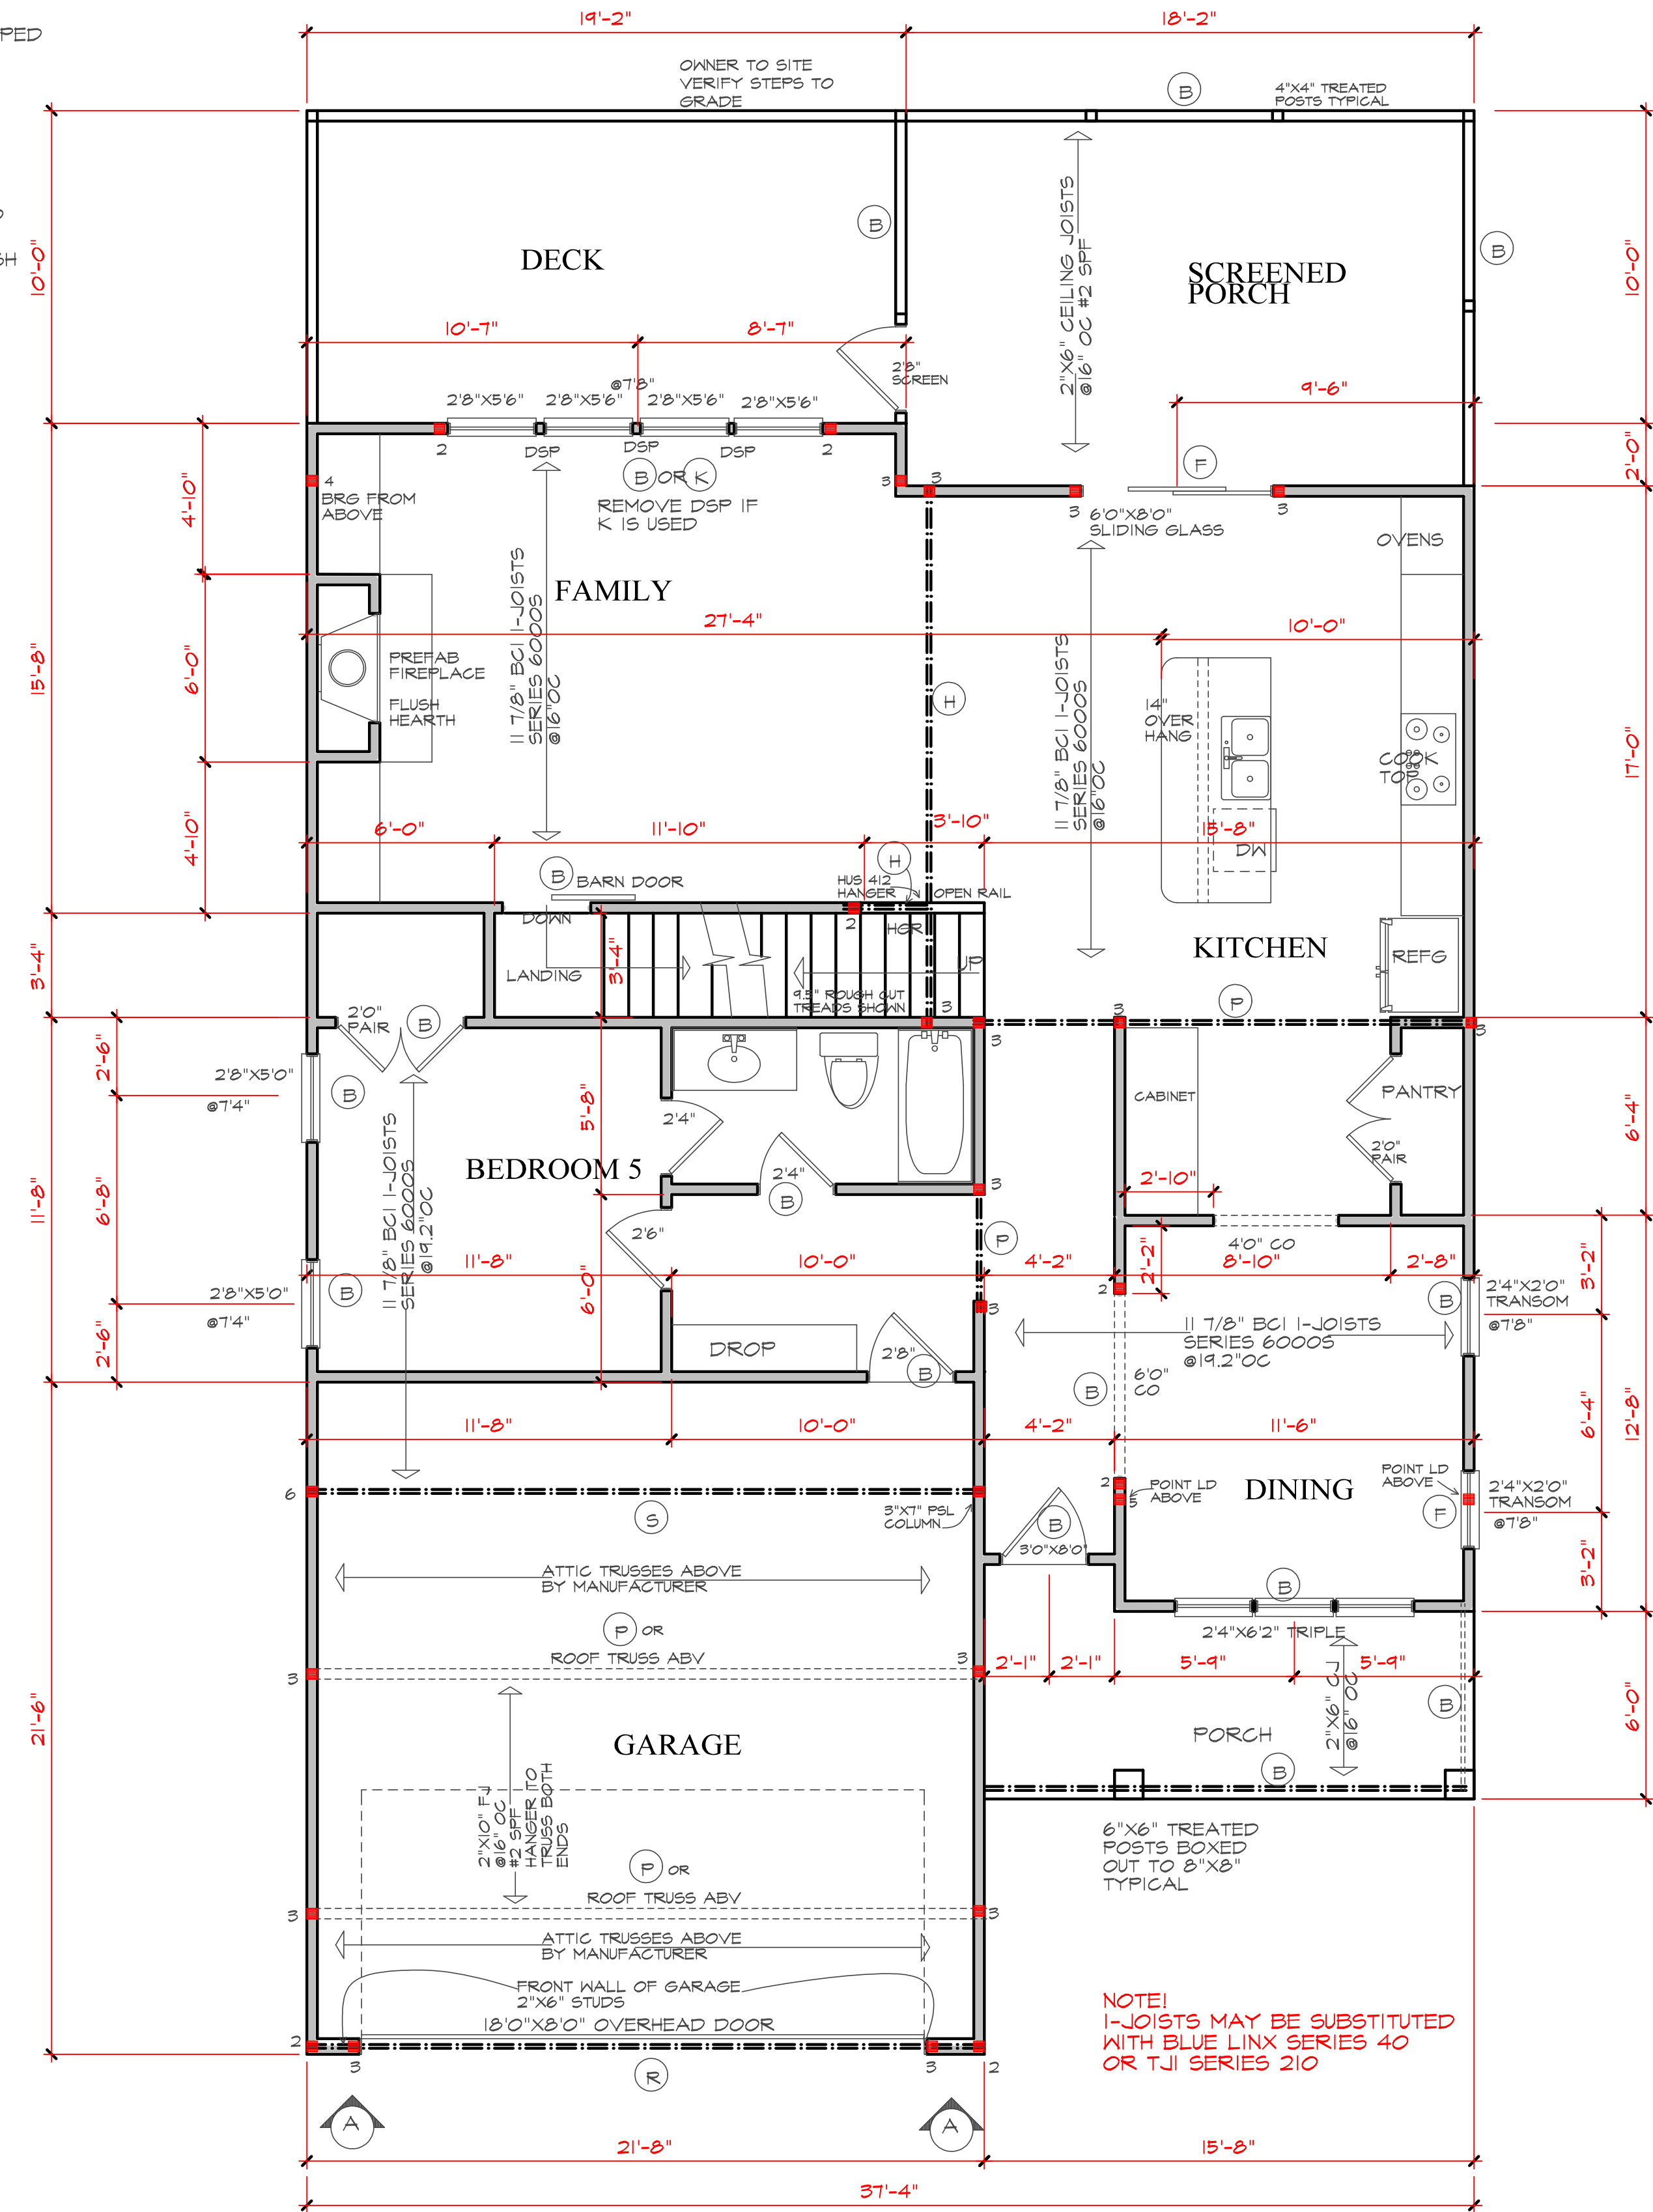 19'-2"
18'-2"
PED
OWNER TO SITE
VERIFY STEPS TO
GRADE
B
4"X4" TREATED
POSTS TYPICAL
SH
10'-0"
DECK
B
2"X6" CEILING JOISTS
@16" OC #2 SPF
SCREENED
PORCH
B
10'-0"
10'-7"
8'-7"
2'8"
SCREEN
9'-6"
@7'8"
2'8"X5'6"
2'8"X5'6"
2'8"X5'6"
2'8"X5'6"
2
DSP
DSP
DSP
2
B OR K
REMOVE DSP IF
K IS USED
4
BRG FROM
ABOVE
3
3
F
3
3
6'0"X8'0"
SLIDING GLASS
2'-0"
4'-10"
OVENS
FAMILY
11 7/8" BCI I-JOISTS
SERIES 6000S
@16"OC
27'-4"
10'-0"
11 7/8" BCI I-JOISTS
SERIES 6000S
@16"OC
15'-8"
6'-0"
PREFAB
FIREPLACE
FLUSH
HEARTH
H
14"
OVER
HANG
COOK
TOP
17'-0"
4'-10"
6'-0"
11'-10"
3'-10"
15'-8"
DW
B
BARN DOOR
H
HUS 412
HANGER
OPEN RAIL
DOWN
2
HGR
KITCHEN
REFG
3'-4"
LANDING
3'-4"
UP
9.5" ROUGH CUT
TREADS SHOWN
3
P
3
3
3
2'0"
PAIR
B
2'-6"
2'8"X5'0"
@7'4"
B
5'-8"
2'4"
CABINET
PANTRY
2'0"
PAIR
6'-4"
11 7/8" BCI I-JOISTS
SERIES 6000S
@19.2"OC
BEDROOM 5
2'4"
B
3
2'-10"
11'-8"
6'-8"
2'6"
P
4'0" CO
2'-2"
3'-2"
11'-8"
10'-0"
4'-2"
8'-10"
2'-8"
2'8"X5'0"
@7'4"
B
6'-0"
3
2
B
2'4"X2'0"
TRANSOM
@7'8"
2'-6"
DROP
2'8"
B
11 7/8" BCI I-JOISTS
SERIES 6000S
@19.2"OC
B
6'0"
CO
6'-4"
12'-8"
11'-8"
10'-0"
4'-2"
11'-6"
6
S
3"X7" PSL
COLUMN
2
5
POINT LD
ABOVE
DINING
POINT LD
ABOVE
F
2'4"X2'0"
TRANSOM
@7'8"
B
3'0"X8'0"
3'-2"
ATTIC TRUSSES ABOVE
BY MANUFACTURER
B
P OR
ROOF TRUSS ABV
2'4"X6'2" TRIPLE
3
3
2'-1"
2'-1"
5'-9"
5'-9"
21'-6"
GARAGE
PORCH
2"X6" CJ
@16" OC
B
6'-0"
B
2"X10" FJ
@16" OC
#2 SPF
HANGER TO
TRUSS BOTH
ENDS
6"X6" TREATED
POSTS BOXED
OUT TO 8"X8"
TYPICAL
P OR
ROOF TRUSS ABV
3
3
ATTIC TRUSSES ABOVE
BY MANUFACTURER
FRONT WALL OF GARAGE
2"X6" STUDS
18'0"X8'0" OVERHEAD DOOR
2
3
R
3
2
NOTE!
I-JOISTS MAY BE SUBSTITUTED
WITH BLUE LINX SERIES 40
OR TJI SERIES 210
A
A
21'-8"
15'-8"
37'-4"